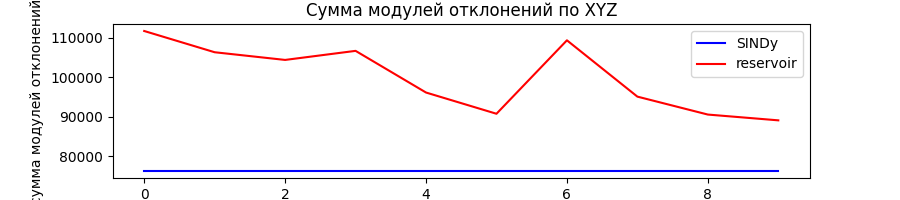 Сумма модулей отклонений по XYZ
сумма модулей отклонений
110000
100000
90000
80000
SINDy
reservoir
0 2 4 6 8